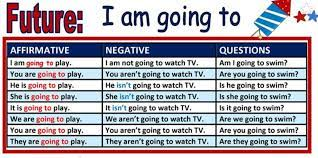 Future: I am going to
AFFIRMATIVE NEGATIVE QUESTIONS
I am going to play. I am not going to watch TV. Am I going to swim?
You are going to play. You aren't going to watch TV. Are you going to swim?
He is going to play. He isn't going to watch TV. Is he going to swim?
She is going to play. She isn't going to watch TV. Is she going to swim?
It is going to play. It isn't going to watch TV. Is it going to swim?
We are going to play. We aren't going to watch TV. Are we going to swim?
You are going to play. You aren't going to watch TV. Are you going to swim?
They are going to play. They aren't going to watch TV. Are they going to swim?